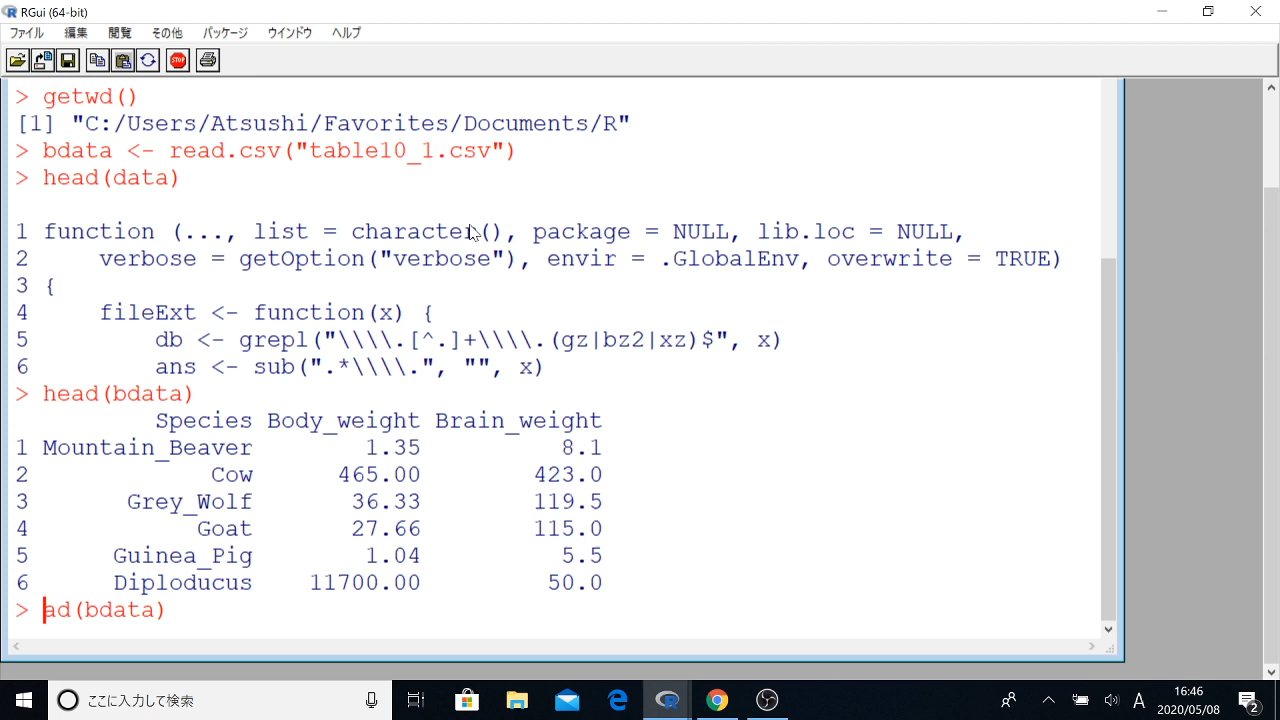 RGui (64-bit)
ファイル 編集 閲覧 その他 パッケージ ウインドウ ヘルプ
STOP
> getwd()
[1] "C:/Users/Atsushi/Favorites/Documents/R"
> bdata <- read.csv("table10_1.csv")
> head(data)
1 function (..., list = character(), package = NULL, lib.loc = NULL,
2     verbose = getOption("verbose"), envir = .GlobalEnv, overwrite = TRUE)
3 {
4     fileExt <- function(x) {
5         db <- grepl("\\\\.[^.]+\\\\.(gz|bz2|xz)$", x)
6         ans <- sub(".*\\\\.", "", x)
> head(bdata)
Species Body_weight Brain_weight
1 Mountain_Beaver 1.35 8.1
2 Cow 465.00 423.0
3 Grey_Wolf 36.33 119.5
4 Goat 27.66 115.0
5 Guinea_Pig 1.04 5.5
6 Diploducus 11700.00 50.0
> ad(bdata)
ここに入力して検索
A
16:46
2020/05/08
2